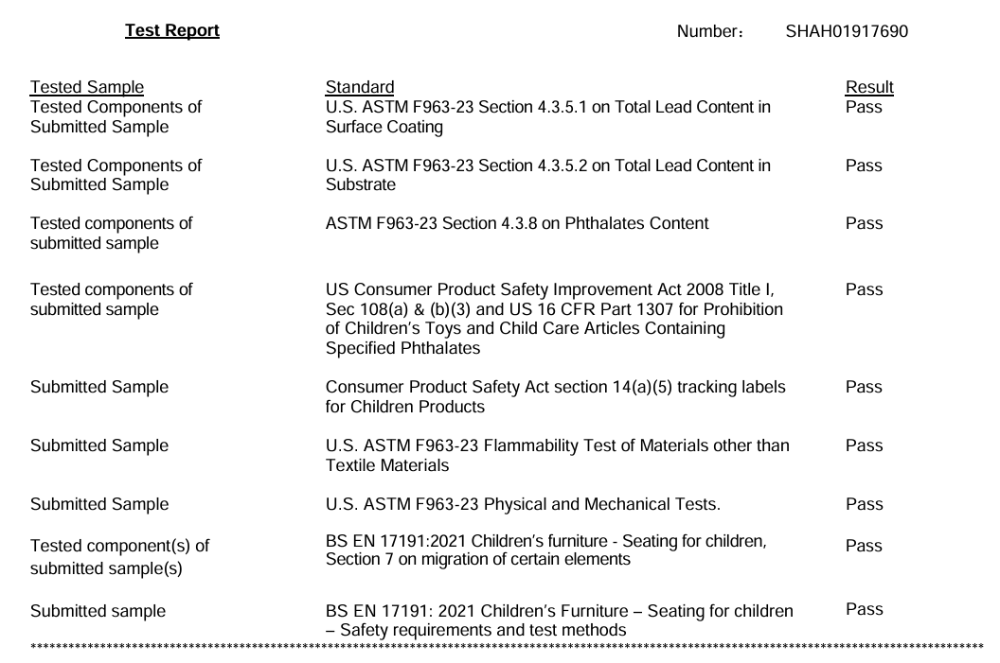 Test Report Number： SHAH01917690
Tested Sample Standard Result
Tested Components of U.S. ASTM F963-23 Section 4.3.5.1 on Total Lead Content in Pass
Submitted Sample Surface Coating
Tested Components of U.S. ASTM F963-23 Section 4.3.5.2 on Total Lead Content in Pass
Submitted Sample Substrate
Tested components of ASTM F963-23 Section 4.3.8 on Phthalates Content Pass
submitted sample
Tested components of US Consumer Product Safety Improvement Act 2008 Title I, Pass
submitted sample Sec 108(a) & (b)(3) and US 16 CFR Part 1307 for Prohibition
of Children’s Toys and Child Care Articles Containing
Specified Phthalates
Submitted Sample Consumer Product Safety Act section 14(a)(5) tracking labels Pass
for Children Products
Submitted Sample U.S. ASTM F963-23 Flammability Test of Materials other than Pass
Textile Materials
Submitted Sample U.S. ASTM F963-23 Physical and Mechanical Tests. Pass
Tested component(s) of BS EN 17191:2021 Children’s furniture - Seating for children, Pass
submitted sample(s) Section 7 on migration of certain elements
Submitted sample BS EN 17191: 2021 Children’s Furniture – Seating for children Pass
– Safety requirements and test methods
****************************************************************************************************************************************************